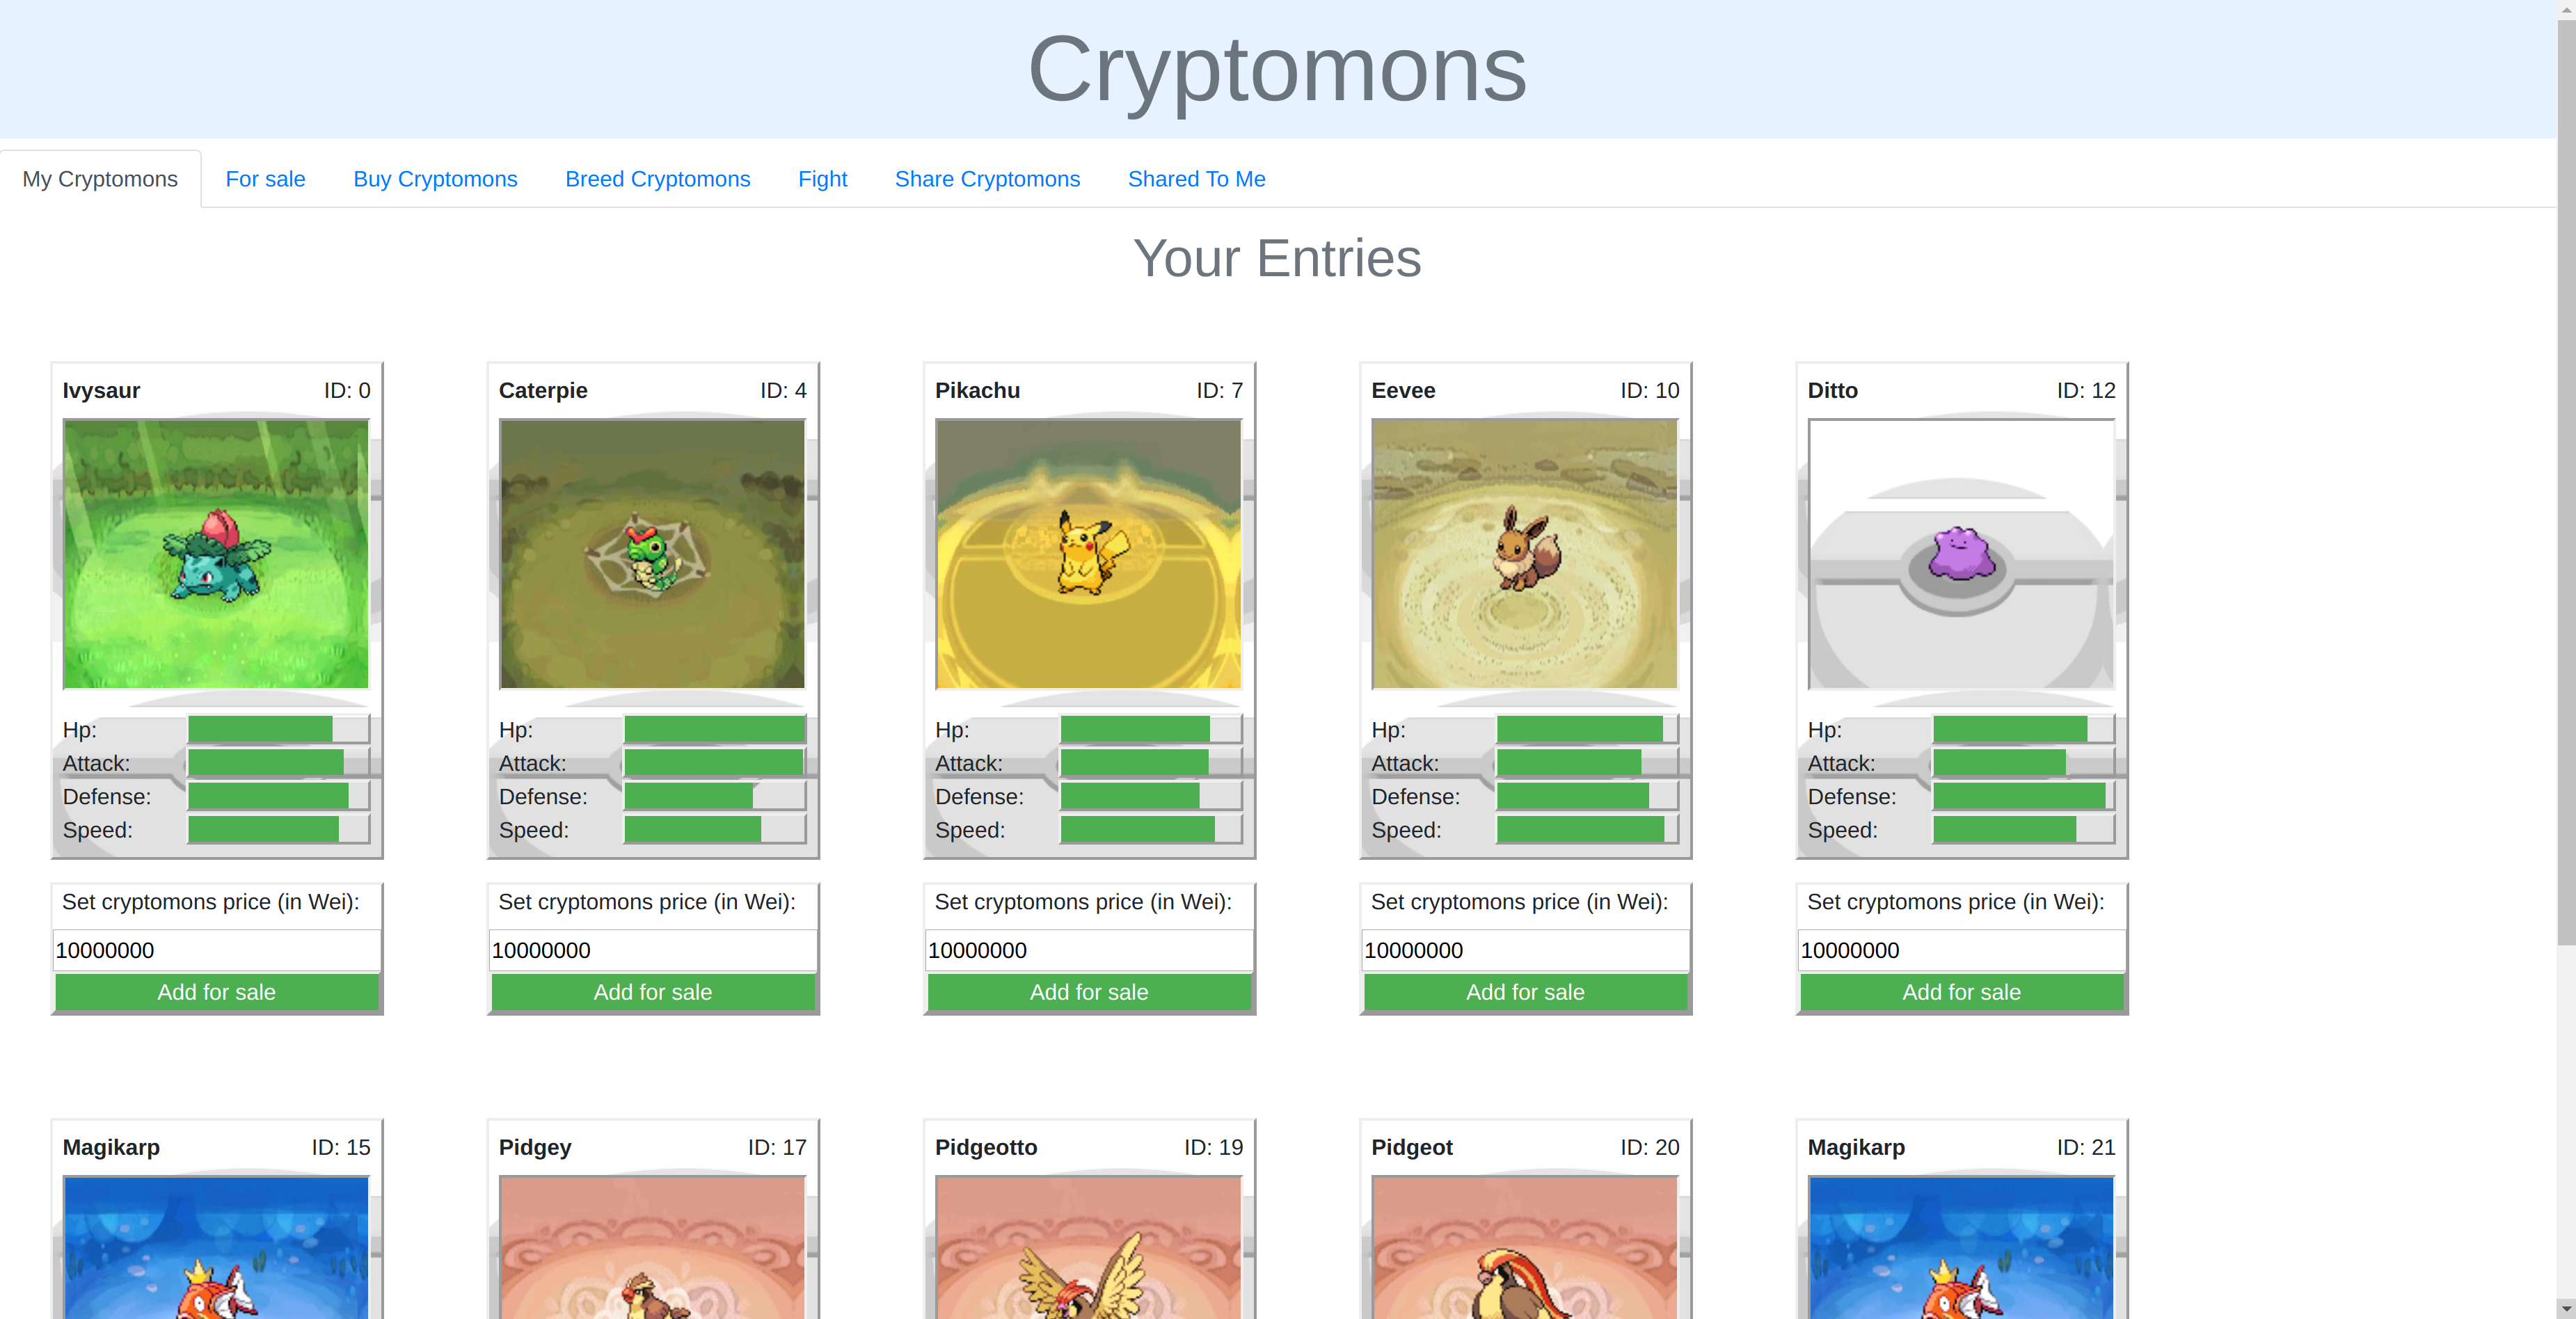 Cryptomons
My Cryptomons For sale Buy Cryptomons Breed Cryptomons Fight Share Cryptomons Shared To Me
Your Entries
Ivysaur ID: 0 Caterpie ID: 4 Pikachu ID: 7 Eevee ID: 10 Ditto ID: 12
Hp: Hp: Hp: Hp: Hp:
Attack: Attack: Attack: Attack: Attack:
Defense: Defense: Defense: Defense: Defense:
Speed: Speed: Speed: Speed: Speed:
Set cryptomons price (in Wei): Set cryptomons price (in Wei): Set cryptomons price (in Wei): Set cryptomons price (in Wei): Set cryptomons price (in Wei):
10000000 10000000 10000000 10000000 10000000
Add for sale Add for sale Add for sale Add for sale Add for sale
Magikarp ID: 15 Pidgey ID: 17 Pidgeotto ID: 19 Pidgeot ID: 20 Magikarp ID: 21